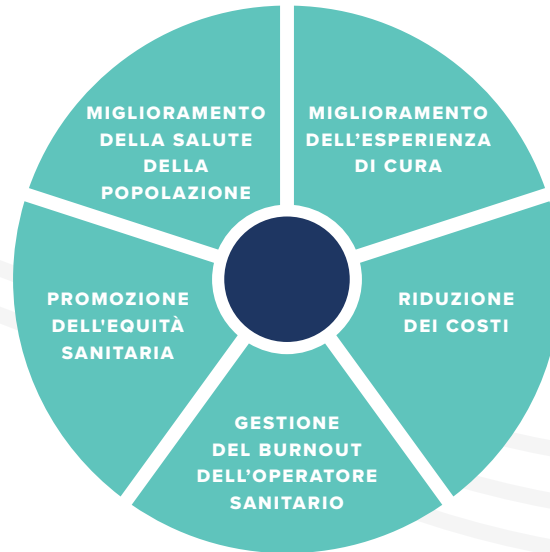 MIGLIORAMENTO
DELLA SALUTE
DELLA
POPOLAZIONE
MIGLIORAMENTO
DELL’ESPERIENZA
DI CURA
PROMOZIONE
DELL'EQUITÀ
SANITARIA
RIDUZIONE
DEI COSTI
GESTIONE
DEL BURNOUT
DELL’OPERATORE
SANITARIO